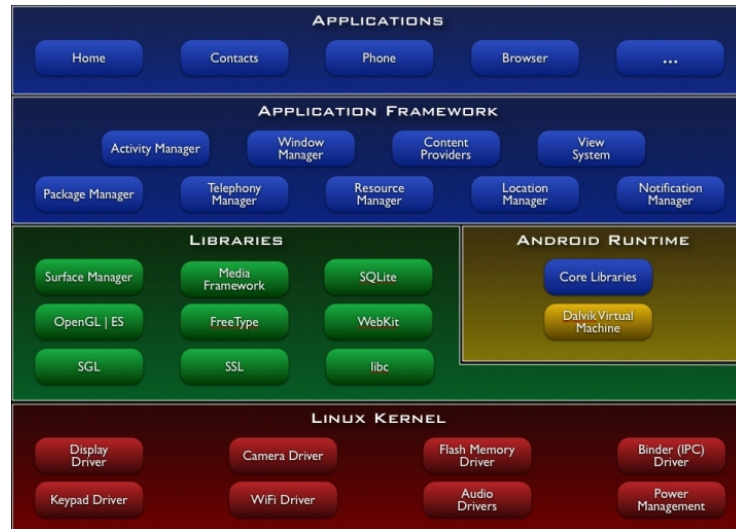 APPLICATIONS
Home
Contacts
Phone
Browser
...
APPLICATION FRAMEWORK
Activity Manager
Window
Manager
Content
Providers
View
System
Package Manager
Telephony
Manager
Resource
Manager
Location
Manager
Notification
Manager
LIBRARIES
Surface Manager
Media
Framework
SQLite
OpenGL | ES
FreeType
WebKit
SGL
SSL
libc
ANDROID RUNTIME
Core Libraries
Dalvik Virtual
Machine
LINUX KERNEL
Display
Driver
Camera Driver
Flash Memory
Driver
Binder (IPC)
Driver
Keypad Driver
WiFi Driver
Audio
Drivers
Power
Management